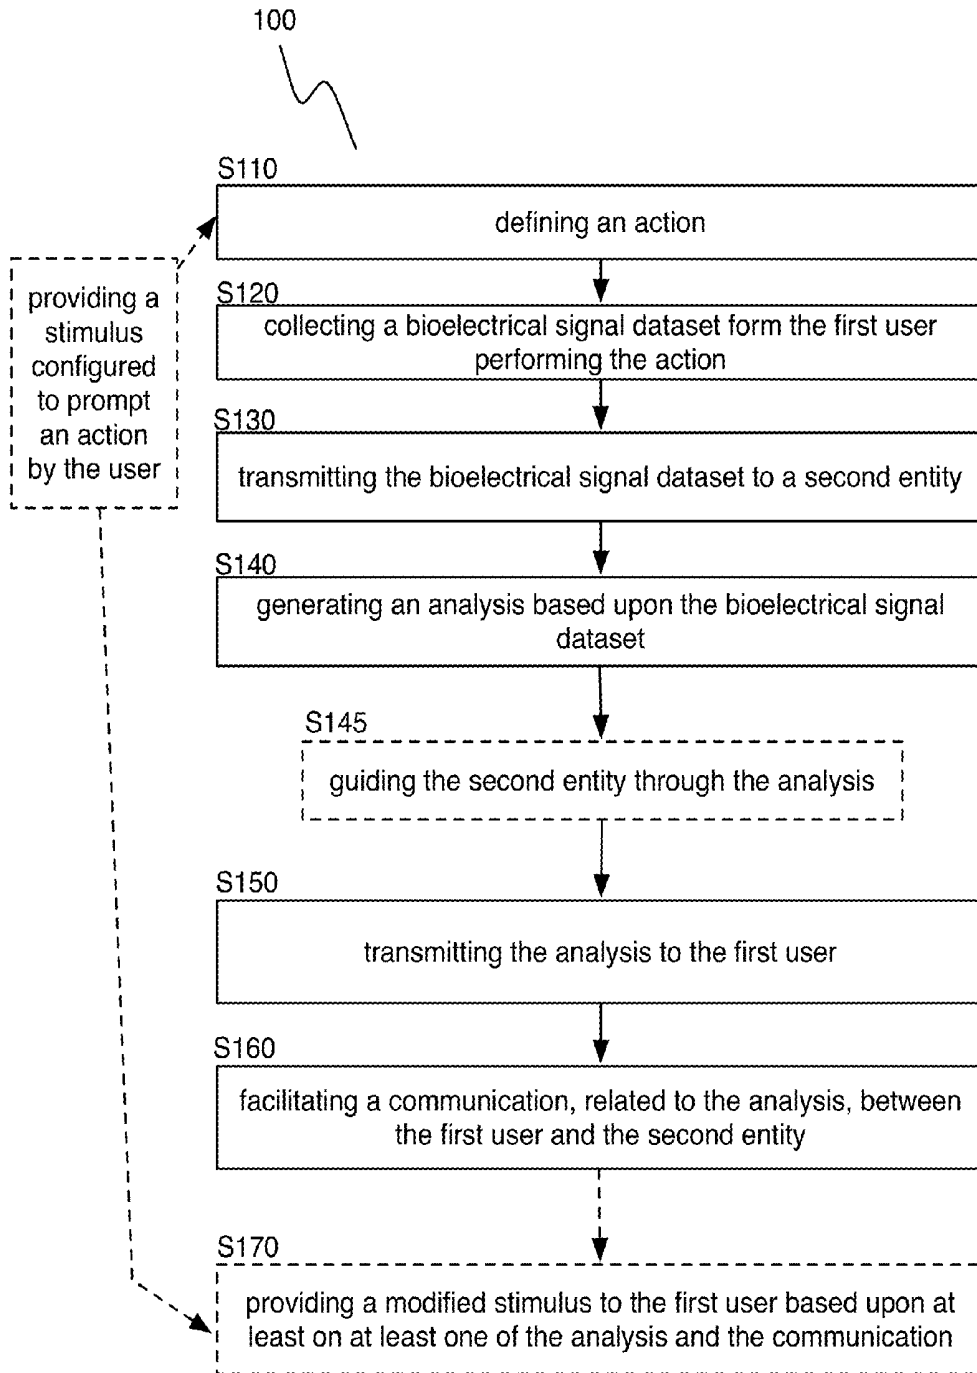 100
S110
defining an action
providing a
stimulus
configured
to prompt
an action
by the user
S120
collecting a bioelectrical signal dataset form the first user
performing the action
S130
transmitting the bioelectrical signal dataset to a second entity
S140
generating an analysis based upon the bioelectrical signal
dataset
S145
guiding the second entity through the analysis
S150
transmitting the analysis to the first user
S160
facilitating a communication, related to the analysis, between
the first user and the second entity
S170
providing a modified stimulus to the first user based upon at
least on at least one of the analysis and the communication